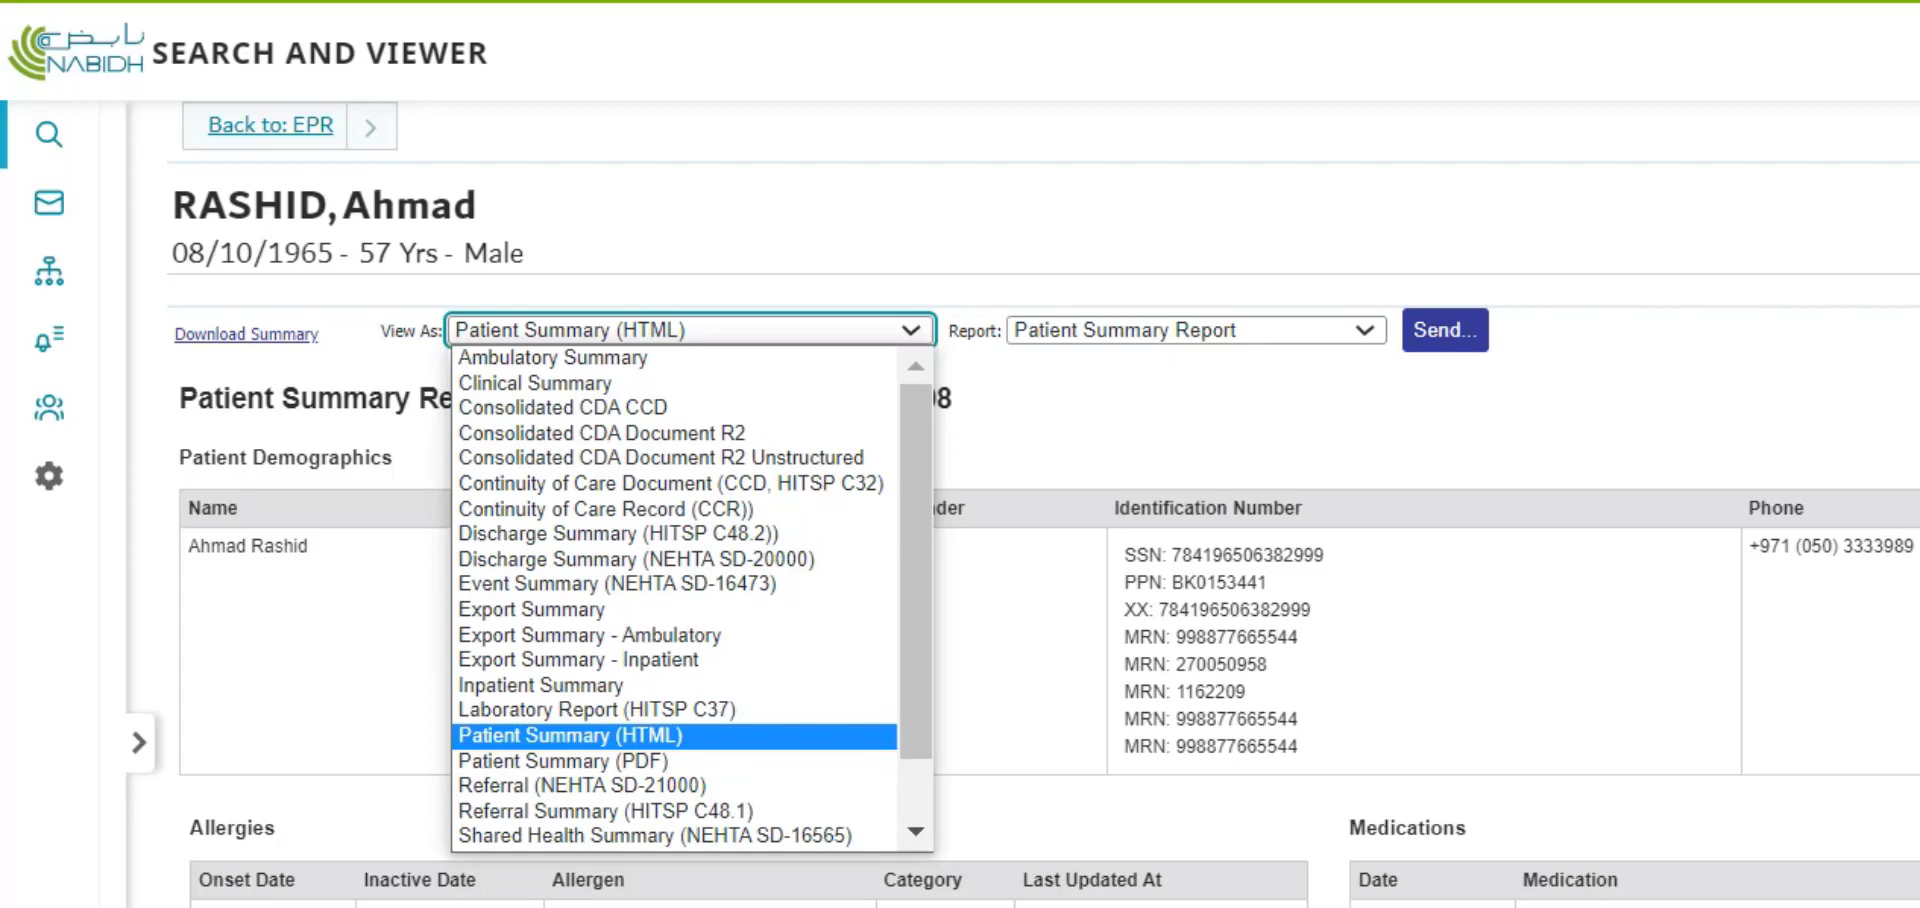 نابض
NABIDH
SEARCH AND VIEWER
Back to: EPR
RASHID, Ahmad
08/10/1965 - 57 Yrs - Male
Download Summary
View As: Patient Summary (HTML)
Report: Patient Summary Report
Send...
Ambulatory Summary
Clinical Summary
Consolidated CDA CCD
Consolidated CDA Document R2
Consolidated CDA Document R2 Unstructured
Continuity of Care Document (CCD, HITSP C32)
Continuity of Care Record (CCR))
Discharge Summary (HITSP C48.2))
Discharge Summary (NEHTA SD-20000)
Event Summary (NEHTA SD-16473)
Export Summary
Export Summary - Ambulatory
Export Summary - Inpatient
Inpatient Summary
Laboratory Report (HITSP C37)
Patient Summary (HTML)
Patient Summary (PDF)
Referral (NEHTA SD-21000)
Referral Summary (HITSP C48.1)
Shared Health Summary (NEHTA SD-16565)
Patient Summary Re
8
Patient Demographics
Name
der
Identification Number
Phone
Ahmad Rashid
SSN: 784196506382999
PPN: BK0153441
XX: 784196506382999
MRN: 998877665544
MRN: 270050958
MRN: 1162209
MRN: 998877665544
MRN: 998877665544
+971 (050) 3333989
Allergies
Onset Date
Inactive Date
Allergen
Category
Last Updated At
Medications
Date
Medication